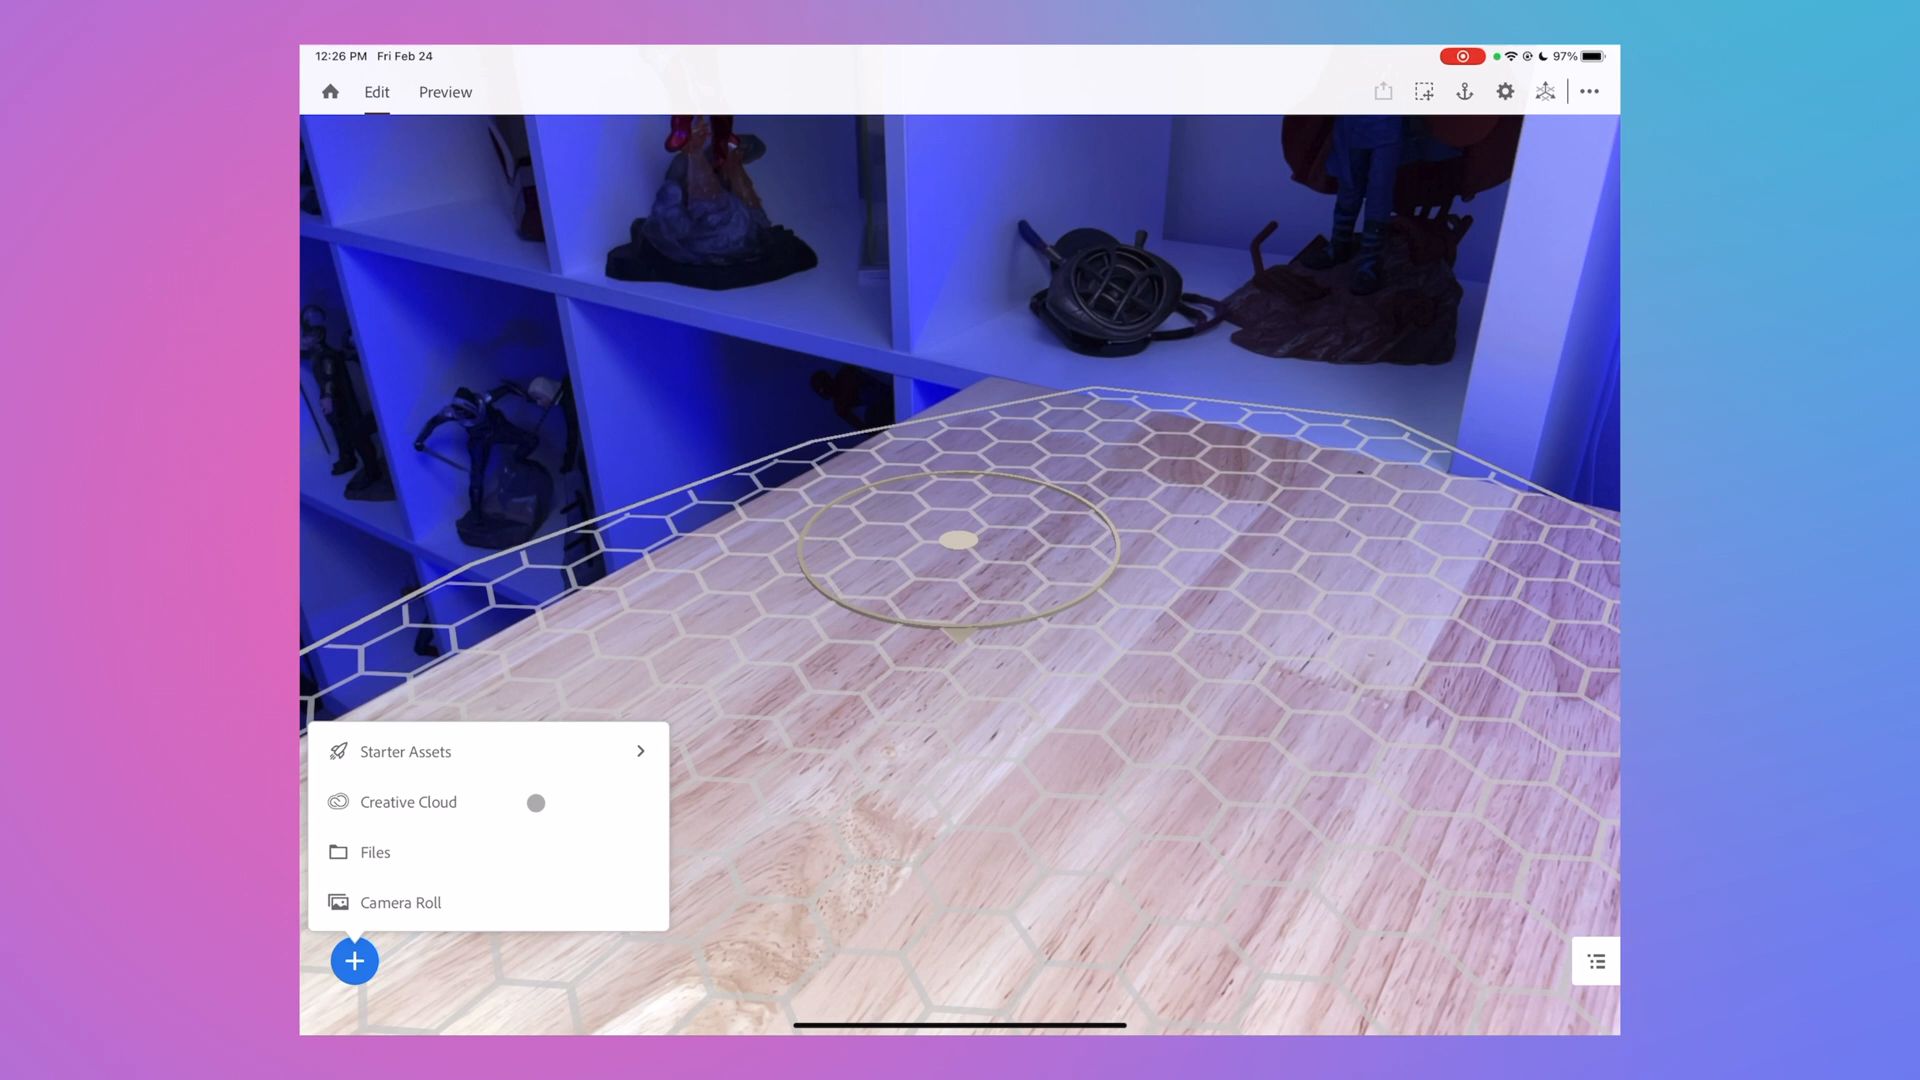 12:26 PM Fri Feb 24
97%
Edit Preview
Starter Assets
Creative Cloud
Files
Camera Roll